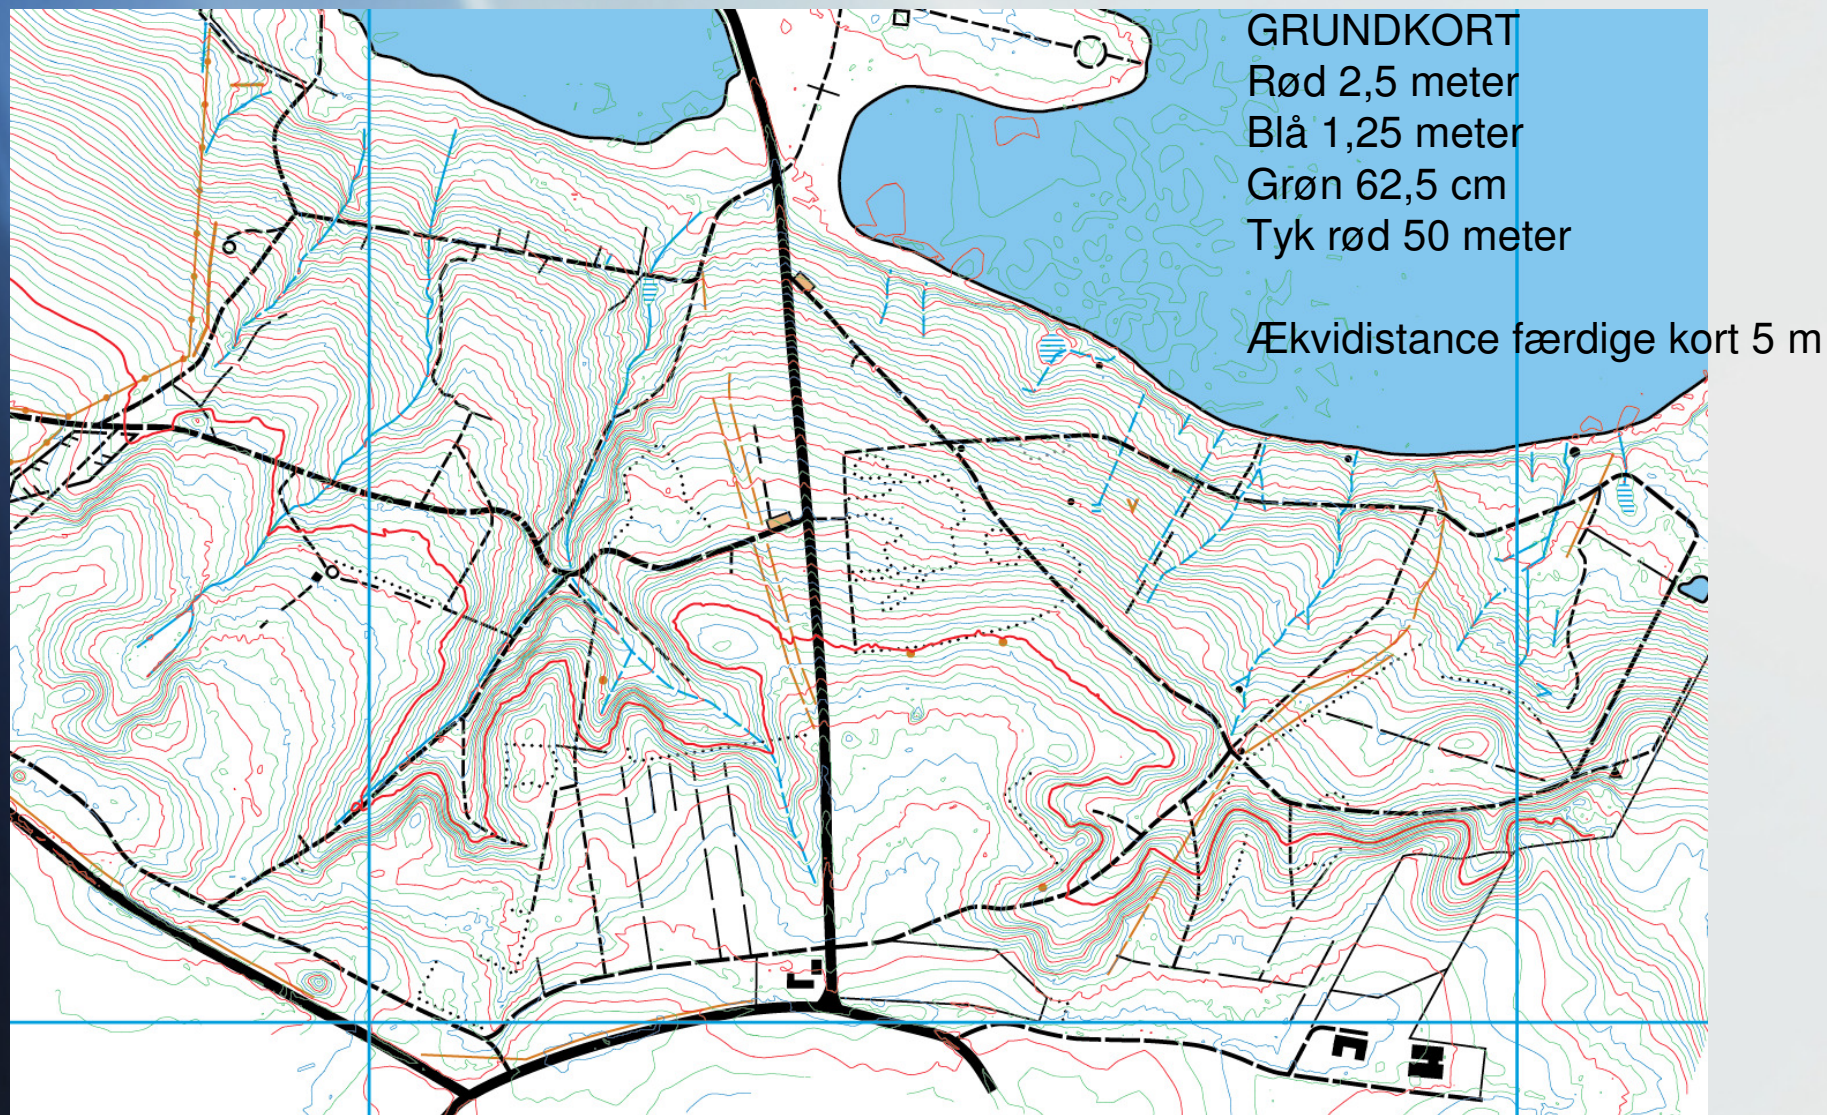 GRUNDKORT
Rød 2,5 meter
Blå 1,25 meter
Grøn 62,5 cm
Tyk rød 50 meter
Ækvidistance færdige kort 5 m